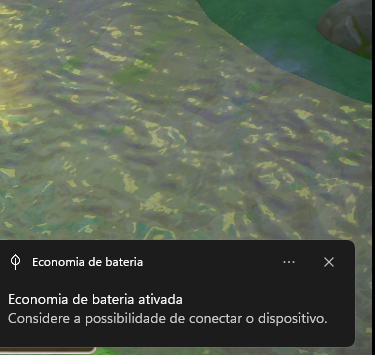 Economia de bateria
Economia de bateria ativada
Considere a possibilidade de conectar o dispositivo.